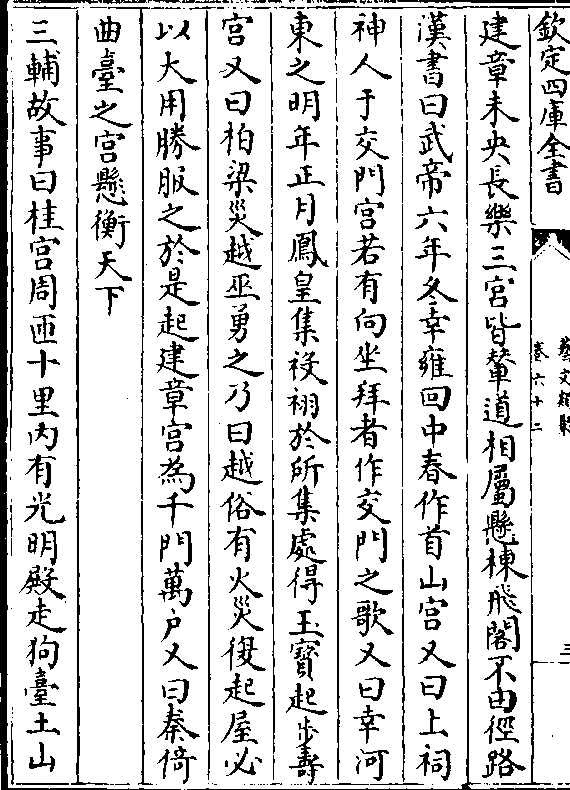 欽定四庫全書
藝文類聚
卷六十二
三
建章未央長樂三宮皆輦道相屬懸棟飛閣不由徑路
漢書曰武帝六年冬幸雍回中春作首山宮又曰上祠
神人于交門宮若有向坐拜者作交門之歌又曰幸河
東之明年正月鳳皇集祋祤於所集處得玉寶起步壽
宮又曰柏梁災越巫勇之乃曰越俗有火災復起屋必
以大用勝服之於是起建章宮為千門萬户又曰秦倚
曲臺之宮懸衡天下
三輔故事曰桂宮周匝十里内有光明殿走狗臺土山